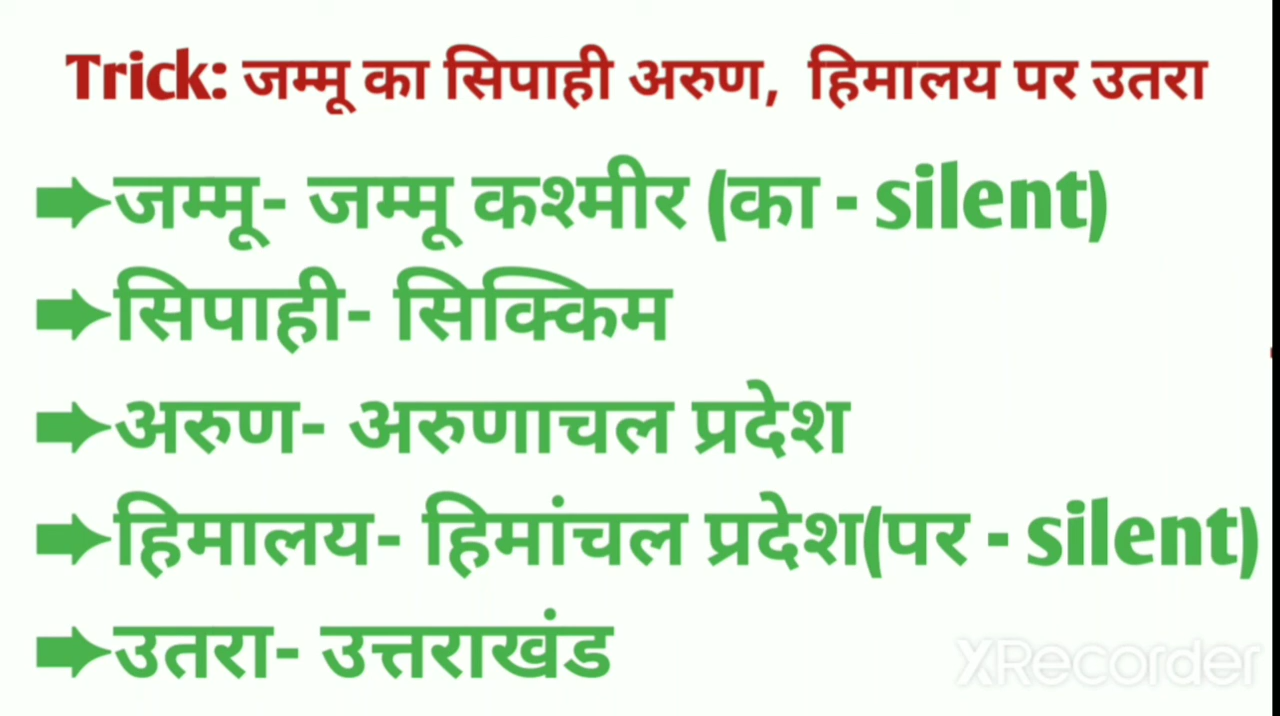 Trick: जम्मू का सिपाही अरुण, हिमालय पर उतरा
➨जम्मू- जम्मू कश्मीर (का - silent)
➨सिपाही- सिक्किम
➨अरुण- अरुणाचल प्रदेश
➨हिमालय- हिमांचल प्रदेश(पर - silent)
➨उतरा- उत्तराखंड
XRecorder